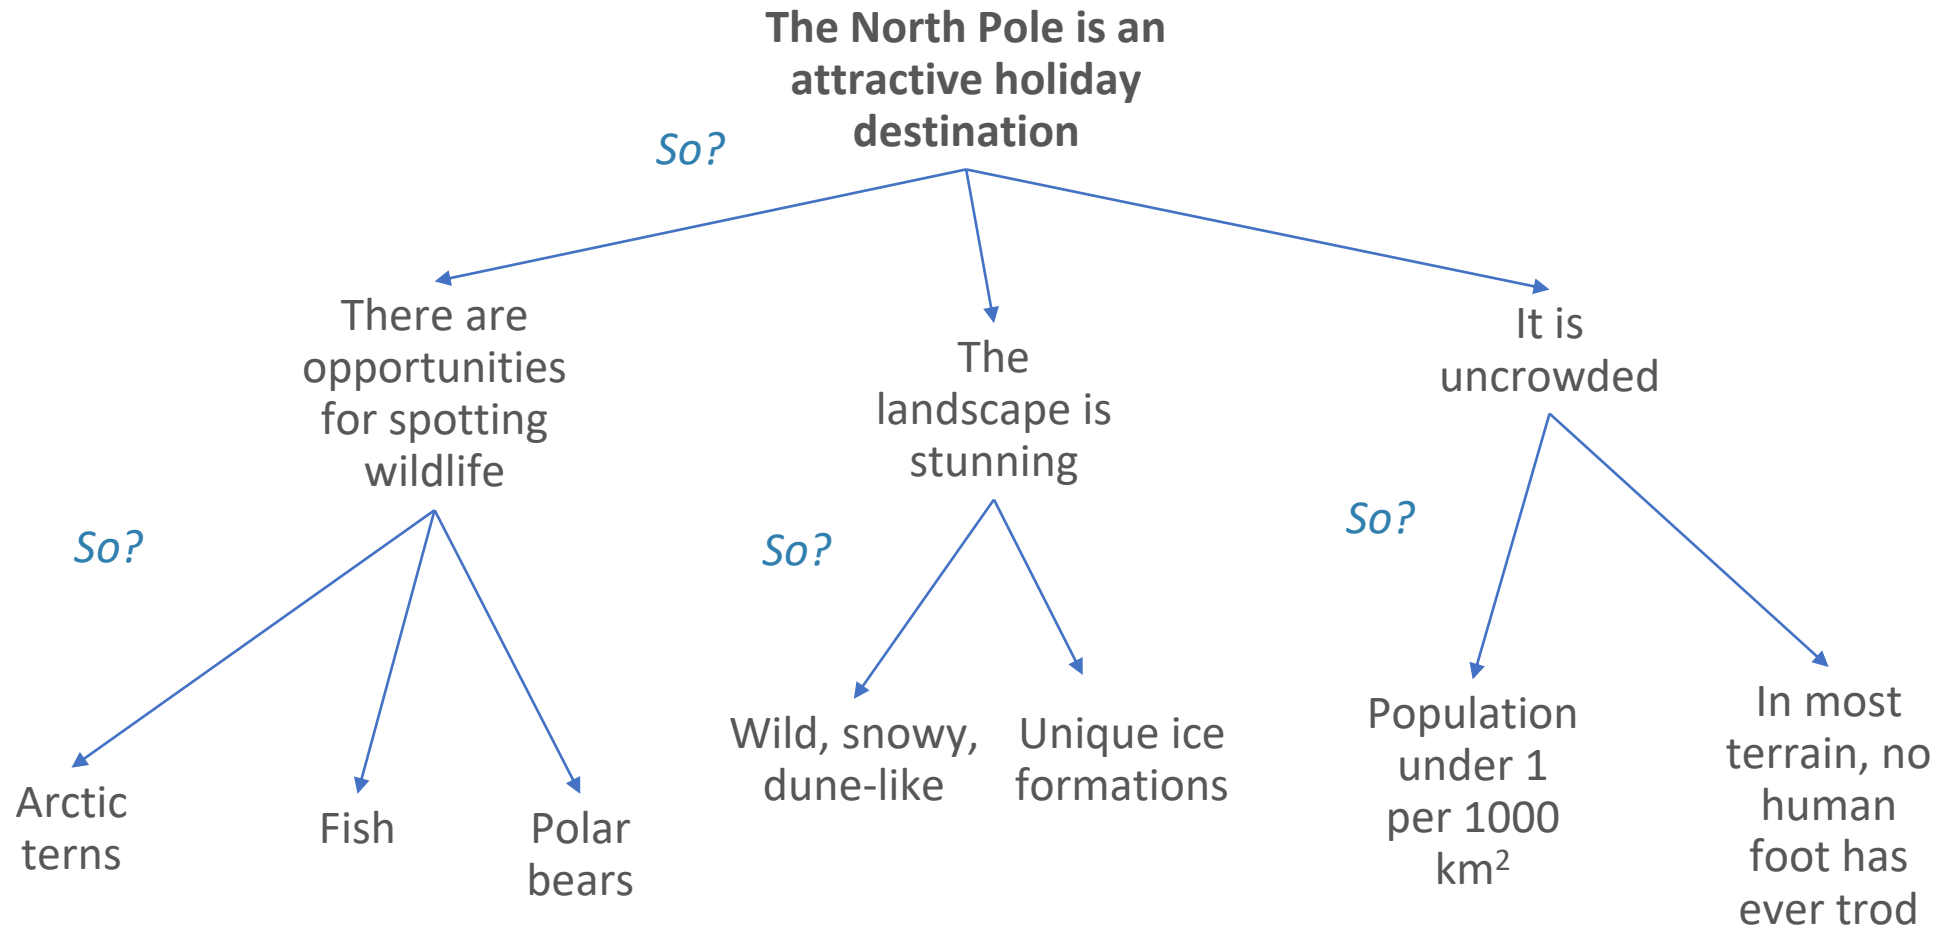 The North Pole is an
attractive holiday
destination
So?
There are
opportunities
for spotting
wildlife
The
landscape is
stunning
It is
uncrowded
So?
So?
So?
Arctic
terns
Fish
Polar
bears
Wild, snowy,
dune-like
Unique ice
formations
Population
under 1
per 1000
km²
In most
terrain, no
human
foot has
ever trod